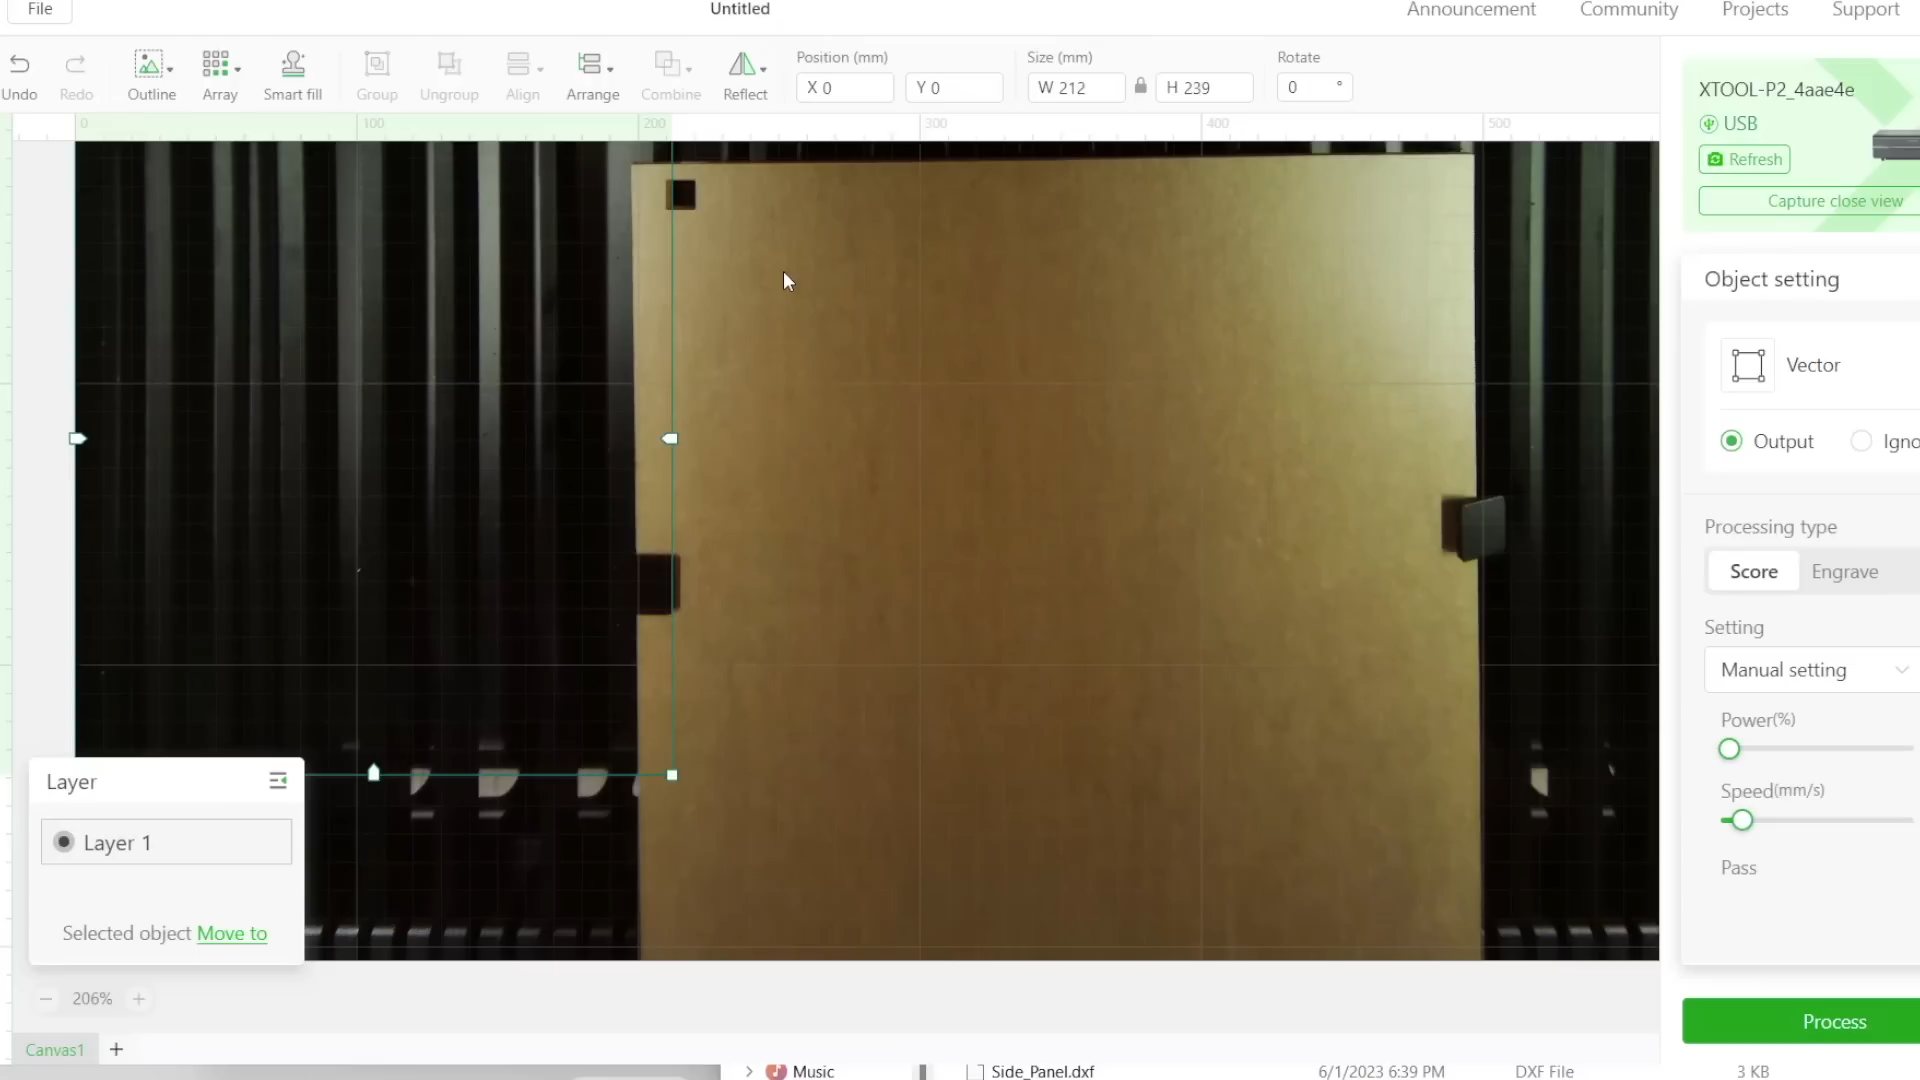 File
Untitled
Announcement
Community
Projects
Support
Undo
Redo
Outline
Array
Smart fill
Group
Ungroup
Align
Arrange
Combine
Reflect
Position (mm)
X 0
Y 0
Size (mm)
W 212
H 239
Rotate
0 °
0
100
200
300
400
500
XTOOL-P2_4aae4e
USB
Refresh
Capture close view
Object setting
Vector
Output
Igno
Processing type
Score
Engrave
Setting
Manual setting
Power(%)
Speed(mm/s)
Pass
Layer
Layer 1
Selected object Move to
206%
Canvas1
Process
Music
Side_Panel.dxf
6/1/2023 6:39 PM
DXF File
3 KB